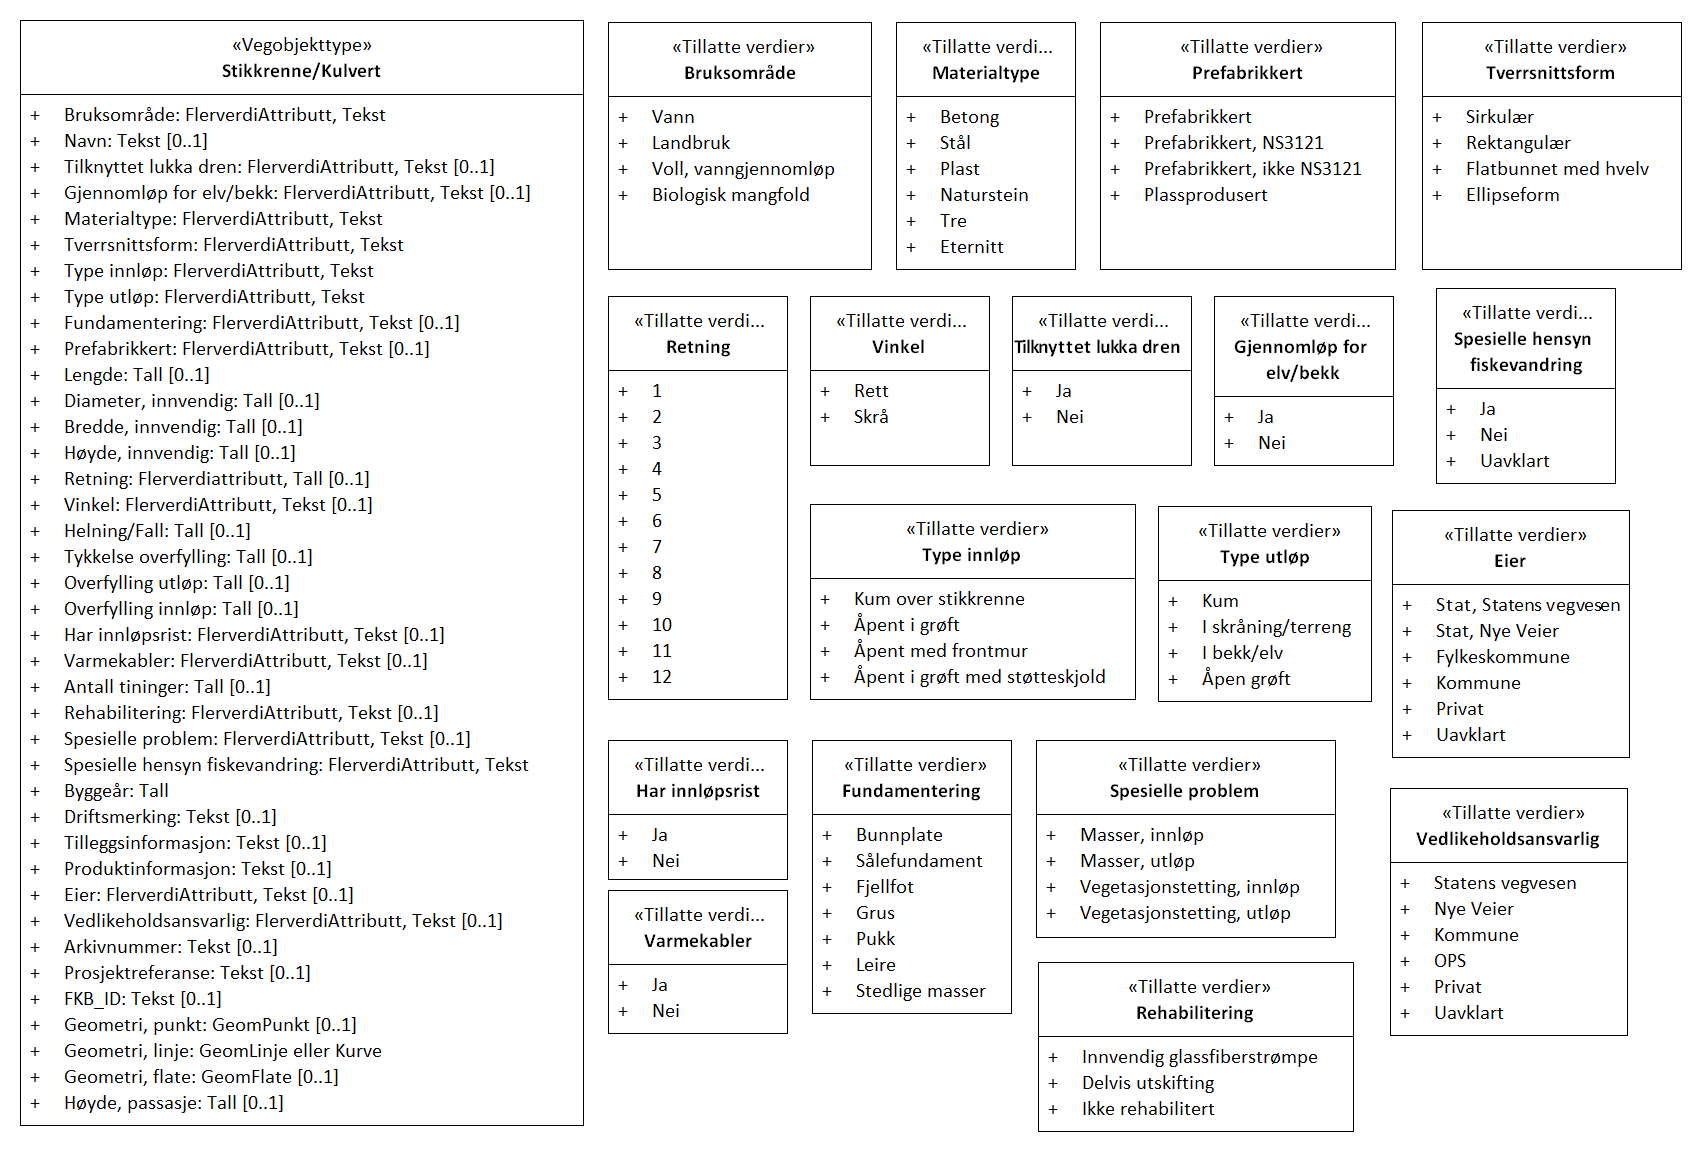 «Vegobjekttype»
Stikkrenne/Kulvert
+ Bruksområde: FlerverdiAttributt, Tekst
+ Navn: Tekst [0..1]
+ Tilknyttet lukka dren: FlerverdiAttributt, Tekst [0..1]
+ Gjennomløp for elv/bekk: FlerverdiAttributt, Tekst [0..1]
+ Materialtype: FlerverdiAttributt, Tekst
+ Tverrsnittsform: FlerverdiAttributt, Tekst
+ Type innløp: FlerverdiAttributt, Tekst
+ Type utløp: FlerverdiAttributt, Tekst
+ Fundamentering: FlerverdiAttributt, Tekst [0..1]
+ Prefabrikkert: FlerverdiAttributt, Tekst [0..1]
+ Lengde: Tall [0..1]
+ Diameter, innvendig: Tall [0..1]
+ Bredde, innvendig: Tall [0..1]
+ Høyde, innvendig: Tall [0..1]
+ Retning: Flerverdiattributt, Tall [0..1]
+ Vinkel: FlerverdiAttributt, Tekst [0..1]
+ Helning/Fall: Tall [0..1]
+ Tykkelse overfylling: Tall [0..1]
+ Overfylling utløp: Tall [0..1]
+ Overfylling innløp: Tall [0..1]
+ Har innløpsrist: FlerverdiAttributt, Tekst [0..1]
+ Varmekabler: FlerverdiAttributt, Tekst [0..1]
+ Antall tininger: Tall [0..1]
+ Rehabilitering: FlerverdiAttributt, Tekst [0..1]
+ Spesielle problem: FlerverdiAttributt, Tekst [0..1]
+ Spesielle hensyn fiskevandring: FlerverdiAttributt, Tekst
+ Byggeår: Tall
+ Driftsmerking: Tekst [0..1]
+ Tilleggsinformasjon: Tekst [0..1]
+ Produktinformasjon: Tekst [0..1]
+ Eier: FlerverdiAttributt, Tekst [0..1]
+ Vedlikeholdsansvarlig: FlerverdiAttributt, Tekst [0..1]
+ Arkivnummer: Tekst [0..1]
+ Prosjektreferanse: Tekst [0..1]
+ FKB_ID: Tekst [0..1]
+ Geometri, punkt: GeomPunkt [0..1]
+ Geometri, linje: GeomLinje eller Kurve
+ Geometri, flate: GeomFlate [0..1]
+ Høyde, passasje: Tall [0..1]
«Tillatte verdier»
Bruksområde
+ Vann
+ Landbruk
+ Voll, vanngjennomløp
+ Biologisk mangfold
«Tillatte verdi...
Materialtype
+ Betong
+ Stål
+ Plast
+ Naturstein
+ Tre
+ Eternitt
«Tillatte verdier»
Prefabrikkert
+ Prefabrikkert
+ Prefabrikkert, NS3121
+ Prefabrikkert, ikke NS3121
+ Plassprodusert
«Tillatte verdier»
Tverrsnittsform
+ Sirkulær
+ Rektangulær
+ Flatbunnet med hvelv
+ Ellipseform
«Tillatte verdi...
Retning
+ 1
+ 2
+ 3
+ 4
+ 5
+ 6
+ 7
+ 8
+ 9
+ 10
+ 11
+ 12
«Tillatte verdi...
Vinkel
+ Rett
+ Skrå
«Tillatte verdi...
Tilknyttet lukka dren
+ Ja
+ Nei
«Tillatte verdi...
Gjennomløp for
elv/bekk
+ Ja
+ Nei
«Tillatte verdi...
Spesielle hensyn
fiskevandring
+ Ja
+ Nei
+ Uavklart
«Tillatte verdier»
Type innløp
+ Kum over stikkrenne
+ Åpent i grøft
+ Åpent med frontmur
+ Åpent i grøft med støtteskjold
«Tillatte verdier»
Type utløp
+ Kum
+ I skråning/terreng
+ I bekk/elv
+ Åpen grøft
«Tillatte verdier»
Eier
+ Stat, Statens vegvesen
+ Stat, Nye Veier
+ Fylkeskommune
+ Kommune
+ Privat
+ Uavklart
«Tillatte verdi...
Har innløpsrist
+ Ja
+ Nei
«Tillatte verdi...
Varmekabler
+ Ja
+ Nei
«Tillatte verdier»
Fundamentering
+ Bunnplate
+ Sålefundament
+ Fjellfot
+ Grus
+ Pukk
+ Leire
+ Stedlige masser
«Tillatte verdier»
Spesielle problem
+ Masser, innløp
+ Masser, utløp
+ Vegetasjonstetting, innløp
+ Vegetasjonstetting, utløp
«Tillatte verdier»
Rehabilitering
+ Innvendig glassfiberstrømpe
+ Delvis utskifting
+ Ikke rehabilitert
«Tillatte verdier»
Vedlikeholdsansvarlig
+ Statens vegvesen
+ Nye Veier
+ Kommune
+ OPS
+ Privat
+ Uavklart